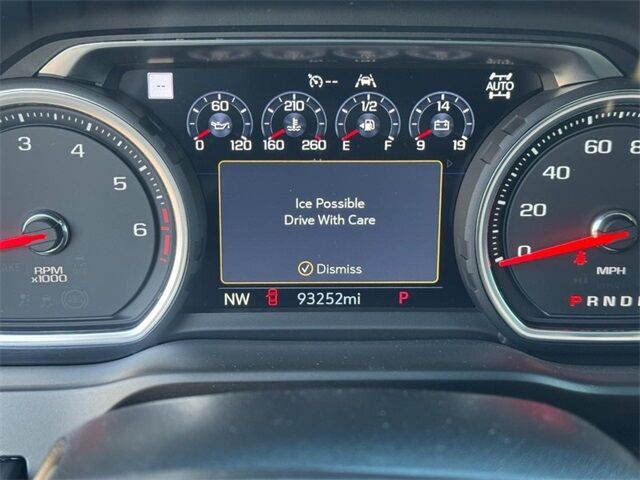 --
--
AUTO
60
0 120
210
160 260
1/2
E F
14
9 19
3
4
5
6
RPM
x1000
Ice Possible
Drive With Care
Dismiss
NW 93252mi P
0
20
40
60
8
MPH
PRND